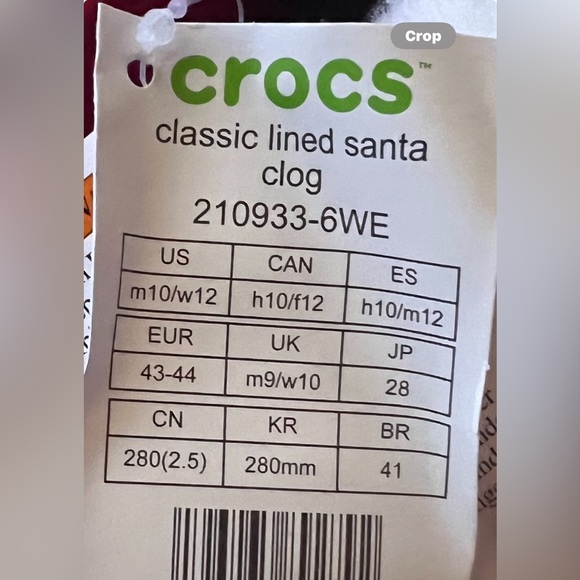 Crop
crocs™
classic lined santa
clog
210933-6WE
US CAN ES
m10/w12 h10/f12 h10/m12
EUR UK JP
43-44 m9/w10 28
CN KR BR
280(2.5) 280mm 41